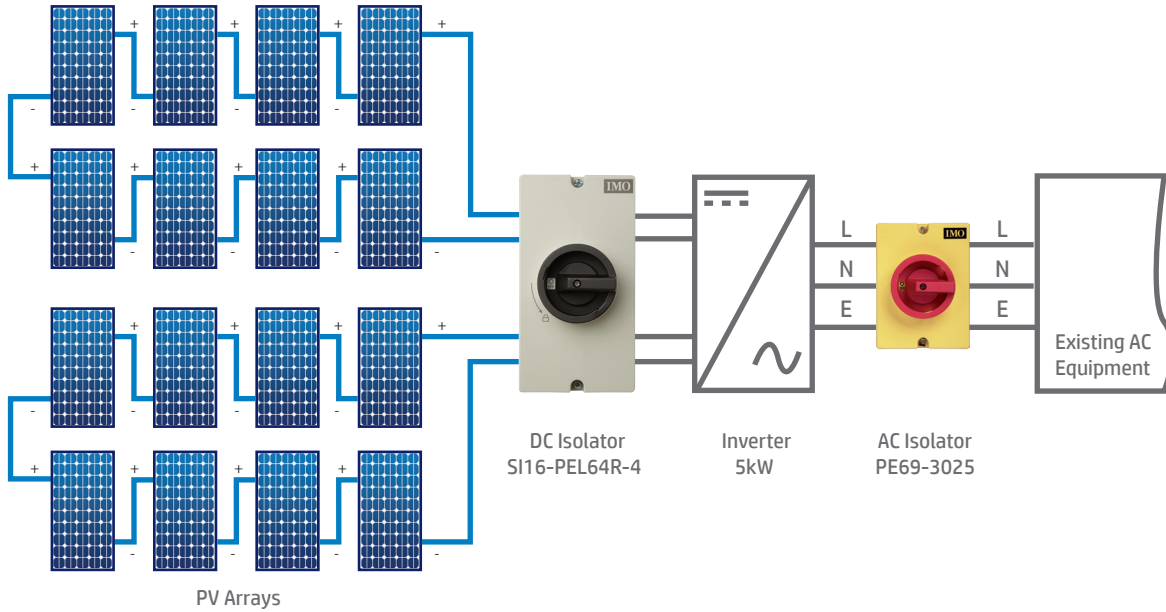 + + + +
- - - -
+ + + +
- - - -
IMO
L
N
E
IMO
L
N
E
Existing AC
Equipment
+ + + +
- - - -
+ + + +
- - - -
DC Isolator
SI16-PEL64R-4
Inverter
5kW
AC Isolator
PE69-3025
PV Arrays